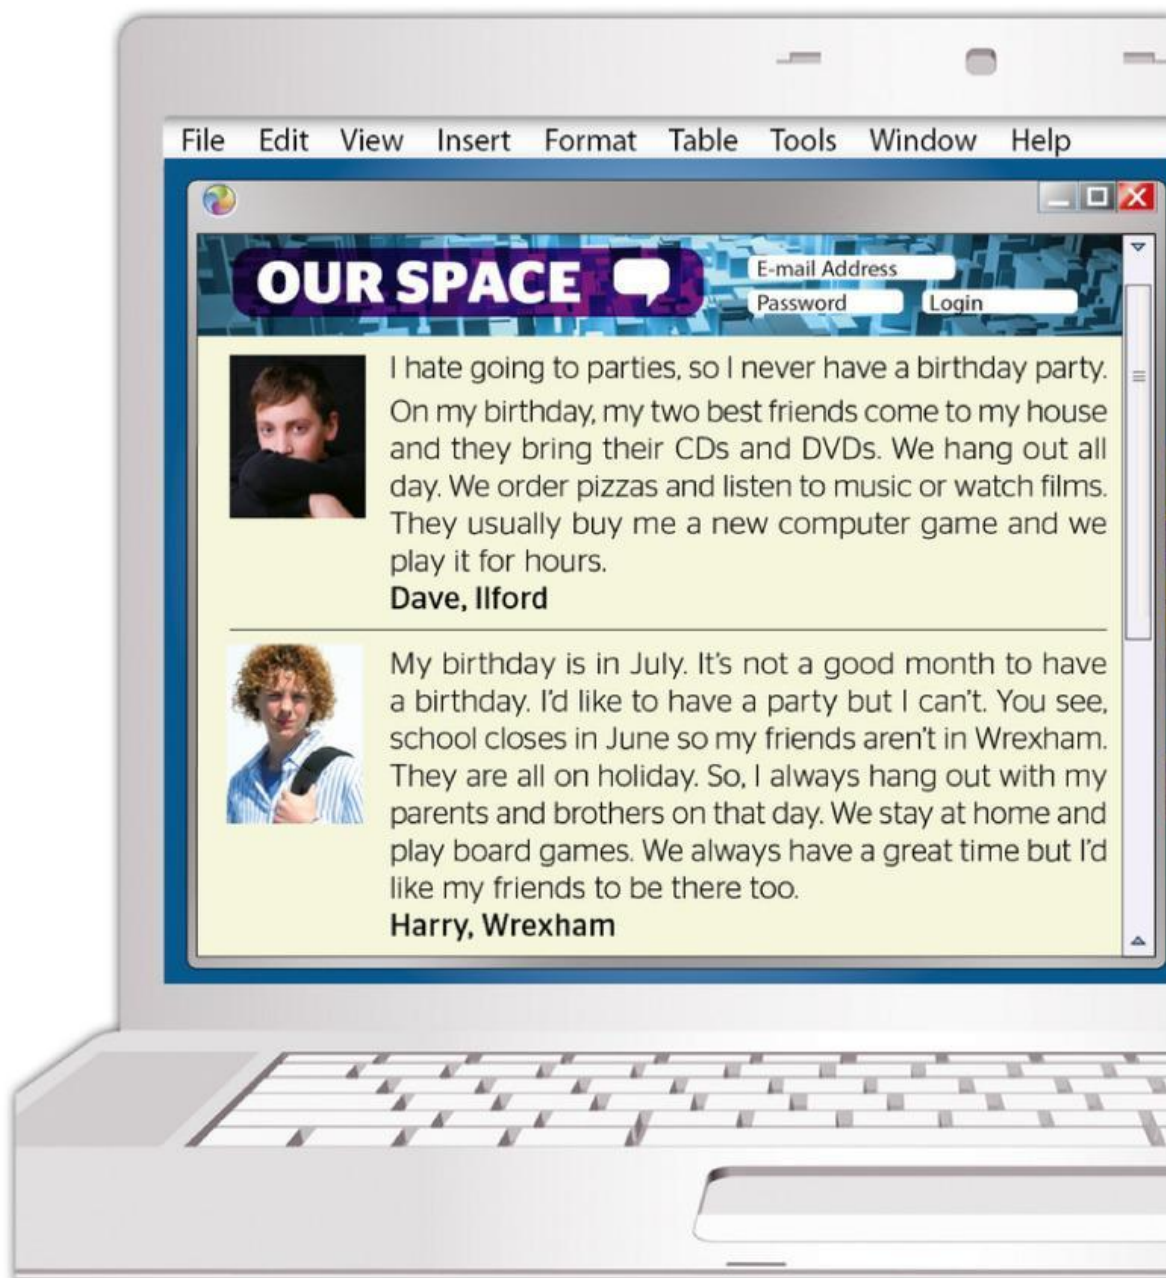 File Edit View Insert Format Table Tools Window Help
OUR SPACE
E-mail Address
Password Login
I hate going to parties, so I never have a birthday party.
On my birthday, my two best friends come to my house
and they bring their CDs and DVDs. We hang out all
day. We order pizzas and listen to music or watch films.
They usually buy me a new computer game and we
play it for hours.
Dave, Ilford
My birthday is in July. It's not a good month to have
a birthday. I'd like to have a party but I can't. You see,
school closes in June so my friends aren't in Wrexham.
They are all on holiday. So, I always hang out with my
parents and brothers on that day. We stay at home and
play board games. We always have a great time but I'd
like my friends to be there too.
Harry, Wrexham